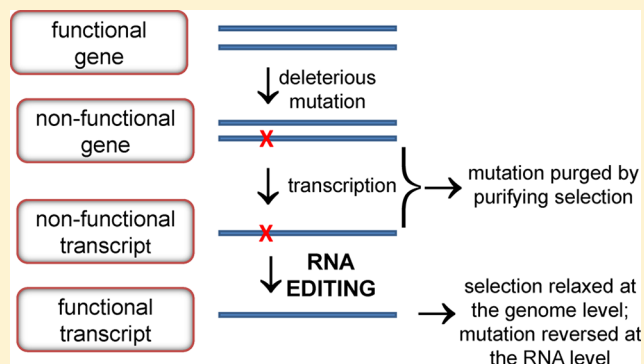 functional
gene
deleterious
mutation
non-functional
gene
X
transcription
mutation purged by
purifying selection
non-functional
transcript
X
RNA
EDITING
functional
transcript
selection relaxed at
the genome level;
mutation reversed at
the RNA level